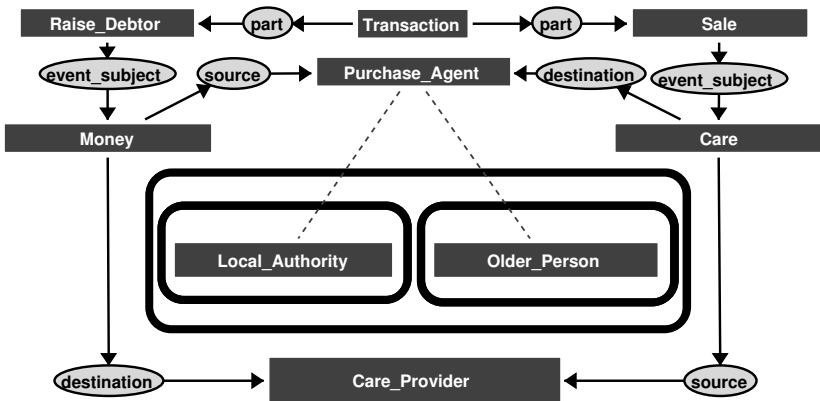 Raise_Debtor
part
Transaction
part
Sale
event_subject
source
Purchase_Agent
destination
event_subject
Money
Care
Local_Authority
Older_Person
destination
Care_Provider
source